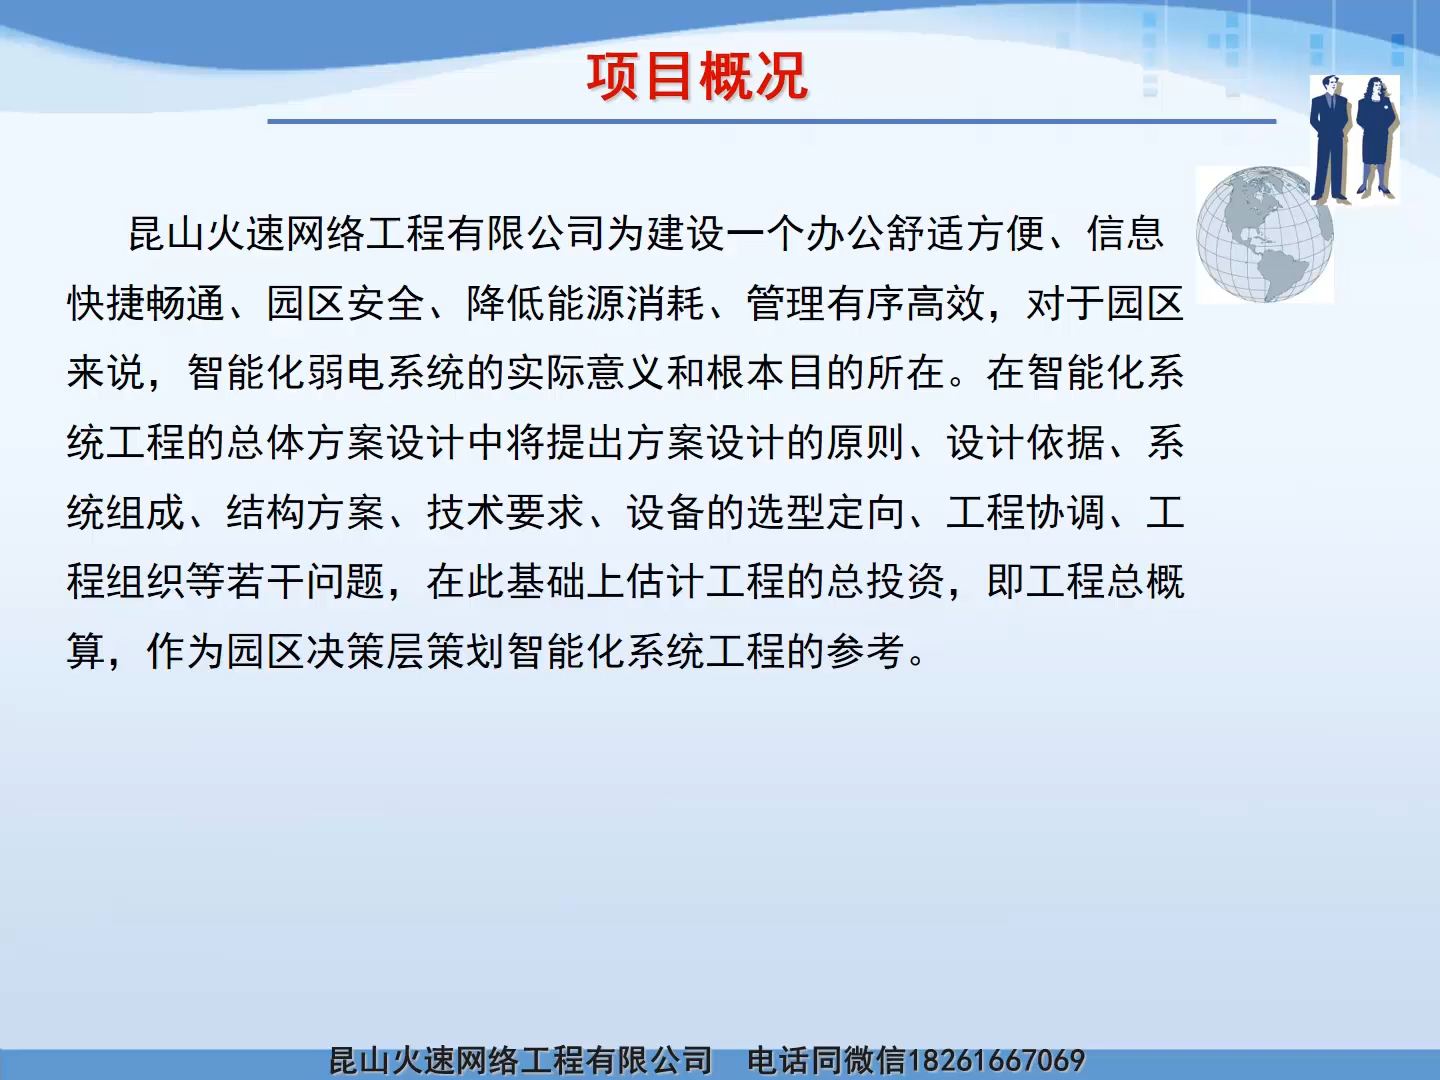 项目概况
昆山火速网络工程有限公司为建设一个办公舒适方便、信息
快捷畅通、园区安全、降低能源消耗、管理有序高效，对于园区
来说，智能化弱电系统的实际意义和根本目的所在。在智能化系
统工程的总体方案设计中将提出方案设计的原则、设计依据、系
统组成、结构方案、技术要求、设备的选型定向、工程协调、工
程组织等若干问题，在此基础上估计工程的总投资，即工程总概
算，作为园区决策层策划智能化系统工程的参考。
昆山火速网络工程有限公司　电话同微信18261667069